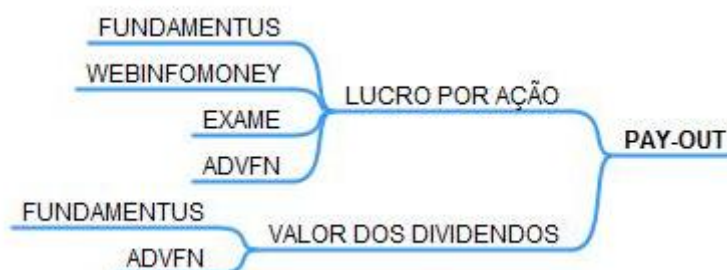 FUNDAMENTUS
WEBINFOMONEY
LUCRO POR AÇÃO
EXAME
PAY-OUT
ADVFN
FUNDAMENTUS
VALOR DOS DIVIDENDOS
ADVFN